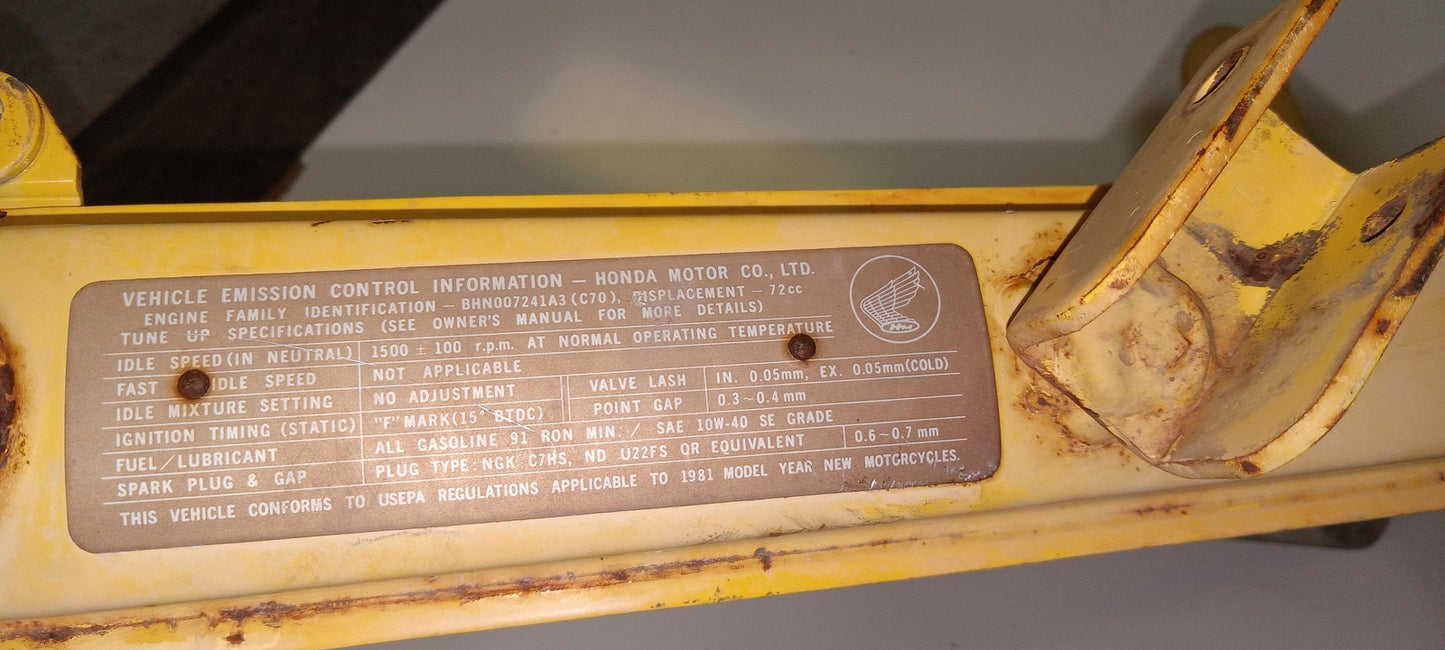 VEHICLE EMISSION CONTROL INFORMATION – HONDA MOTOR CO., LTD.
ENGINE FAMILY IDENTIFICATION – BHN007241A3 (C70), DISPLACEMENT – 72cc
TUNE UP SPECIFICATIONS (SEE OWNER'S MANUAL FOR MORE DETAILS)
IDLE SPEED (IN NEUTRAL) 1500 ± 100 r.p.m. AT NORMAL OPERATING TEMPERATURE
FAST IDLE SPEED NOT APPLICABLE
IDLE MIXTURE SETTING NO ADJUSTMENT VALVE LASH IN. 0.05mm, EX. 0.05mm(COLD)
IGNITION TIMING (STATIC) "F" MARK(15° BTDC) POINT GAP 0.3~0.4 mm
FUEL/LUBRICANT ALL GASOLINE 91 RON MIN. / SAE 10W-40 SE GRADE
SPARK PLUG & GAP PLUG TYPE: NGK C7HS, ND U22FS OR EQUIVALENT 0.6~0.7 mm
THIS VEHICLE CONFORMS TO USEPA REGULATIONS APPLICABLE TO 1981 MODEL YEAR NEW MOTORCYCLES.